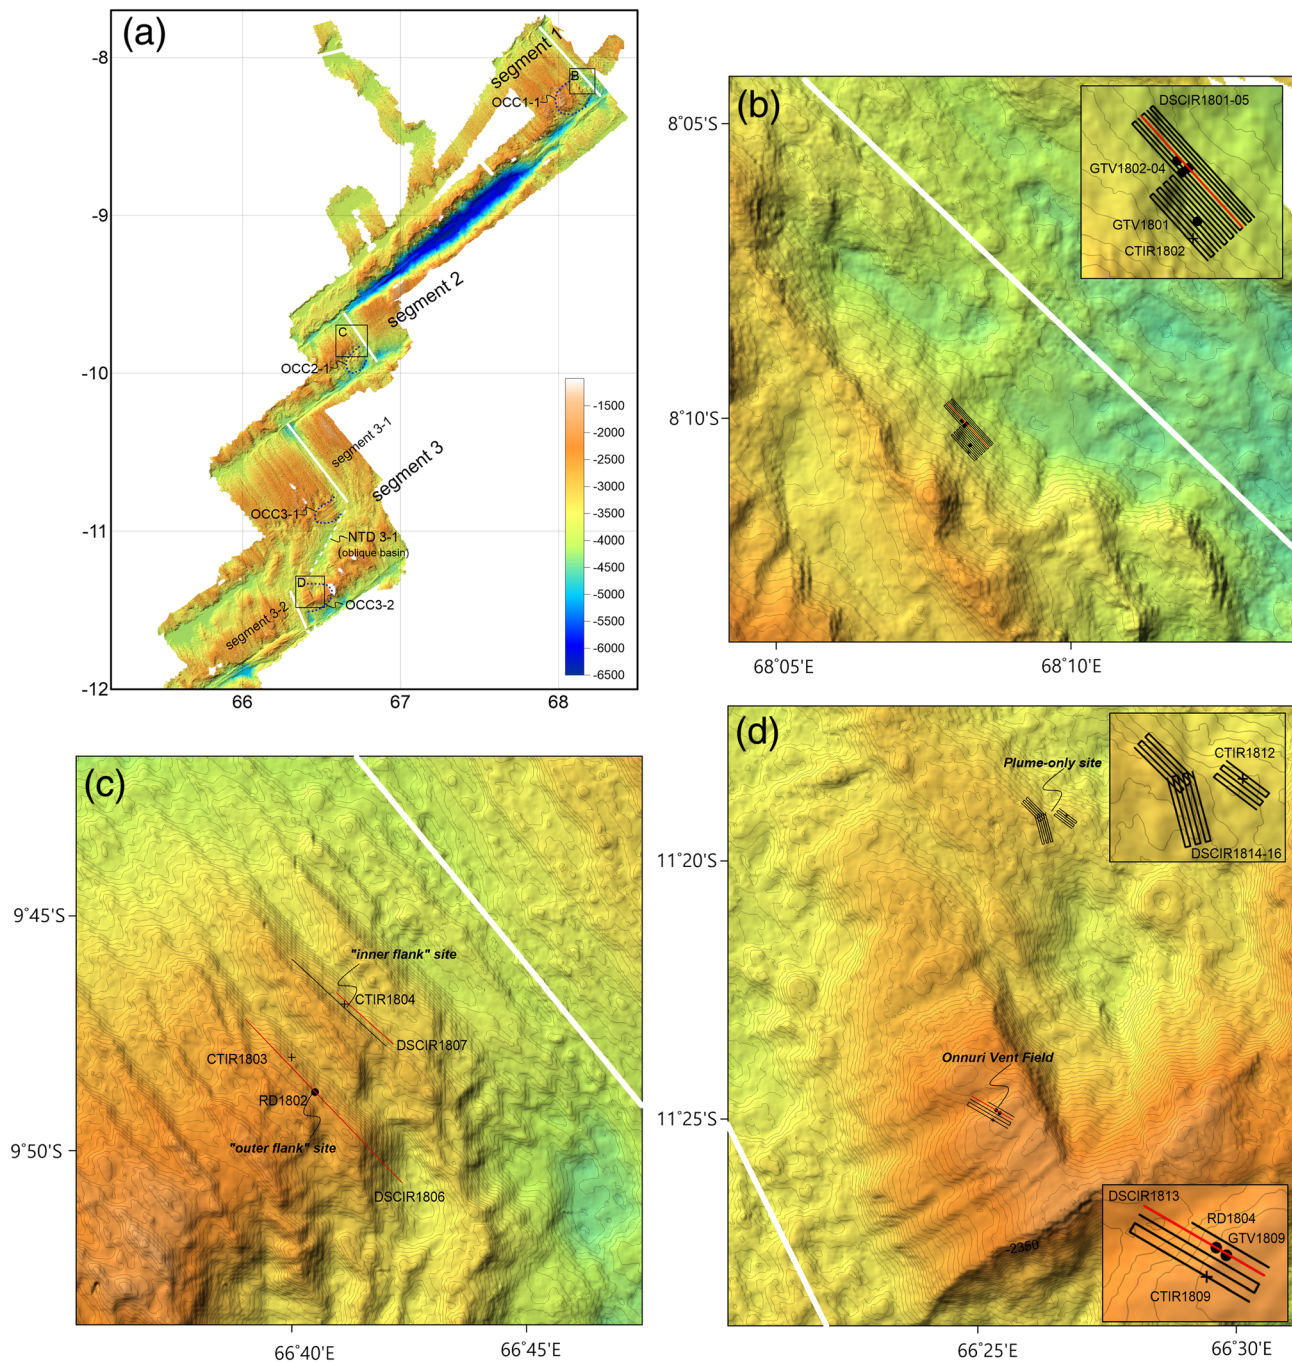 (a)
-8
-9
-10
-11
-12
66
67
68
segment 1
B
OCC1-1
segment 2
C
OCC2-1
segment 3-1
segment 3
OCC3-1
NTD 3-1
(oblique basin)
D
OCC3-2
segment 3-2
-1500
-2000
-2500
-3000
-3500
-4000
-4500
-5000
-5500
-6000
-6500
(b)
8°05'S
8°10'S
68°05'E
68°10'E
DSCIR1801-05
GTV1802-04
GTV1801
CTIR1802
(c)
9°45'S
9°50'S
66°40'E
66°45'E
"inner flank" site
CTIR1804
DSCIR1807
CTIR1803
RD1802
"outer flank" site
DSCIR1806
(d)
11°20'S
11°25'S
66°25'E
66°30'E
Plume-only site
CTIR1812
DSCIR1814-16
Onnuri Vent Field
-2350
DSCIR1813
RD1804
GTV1809
CTIR1809